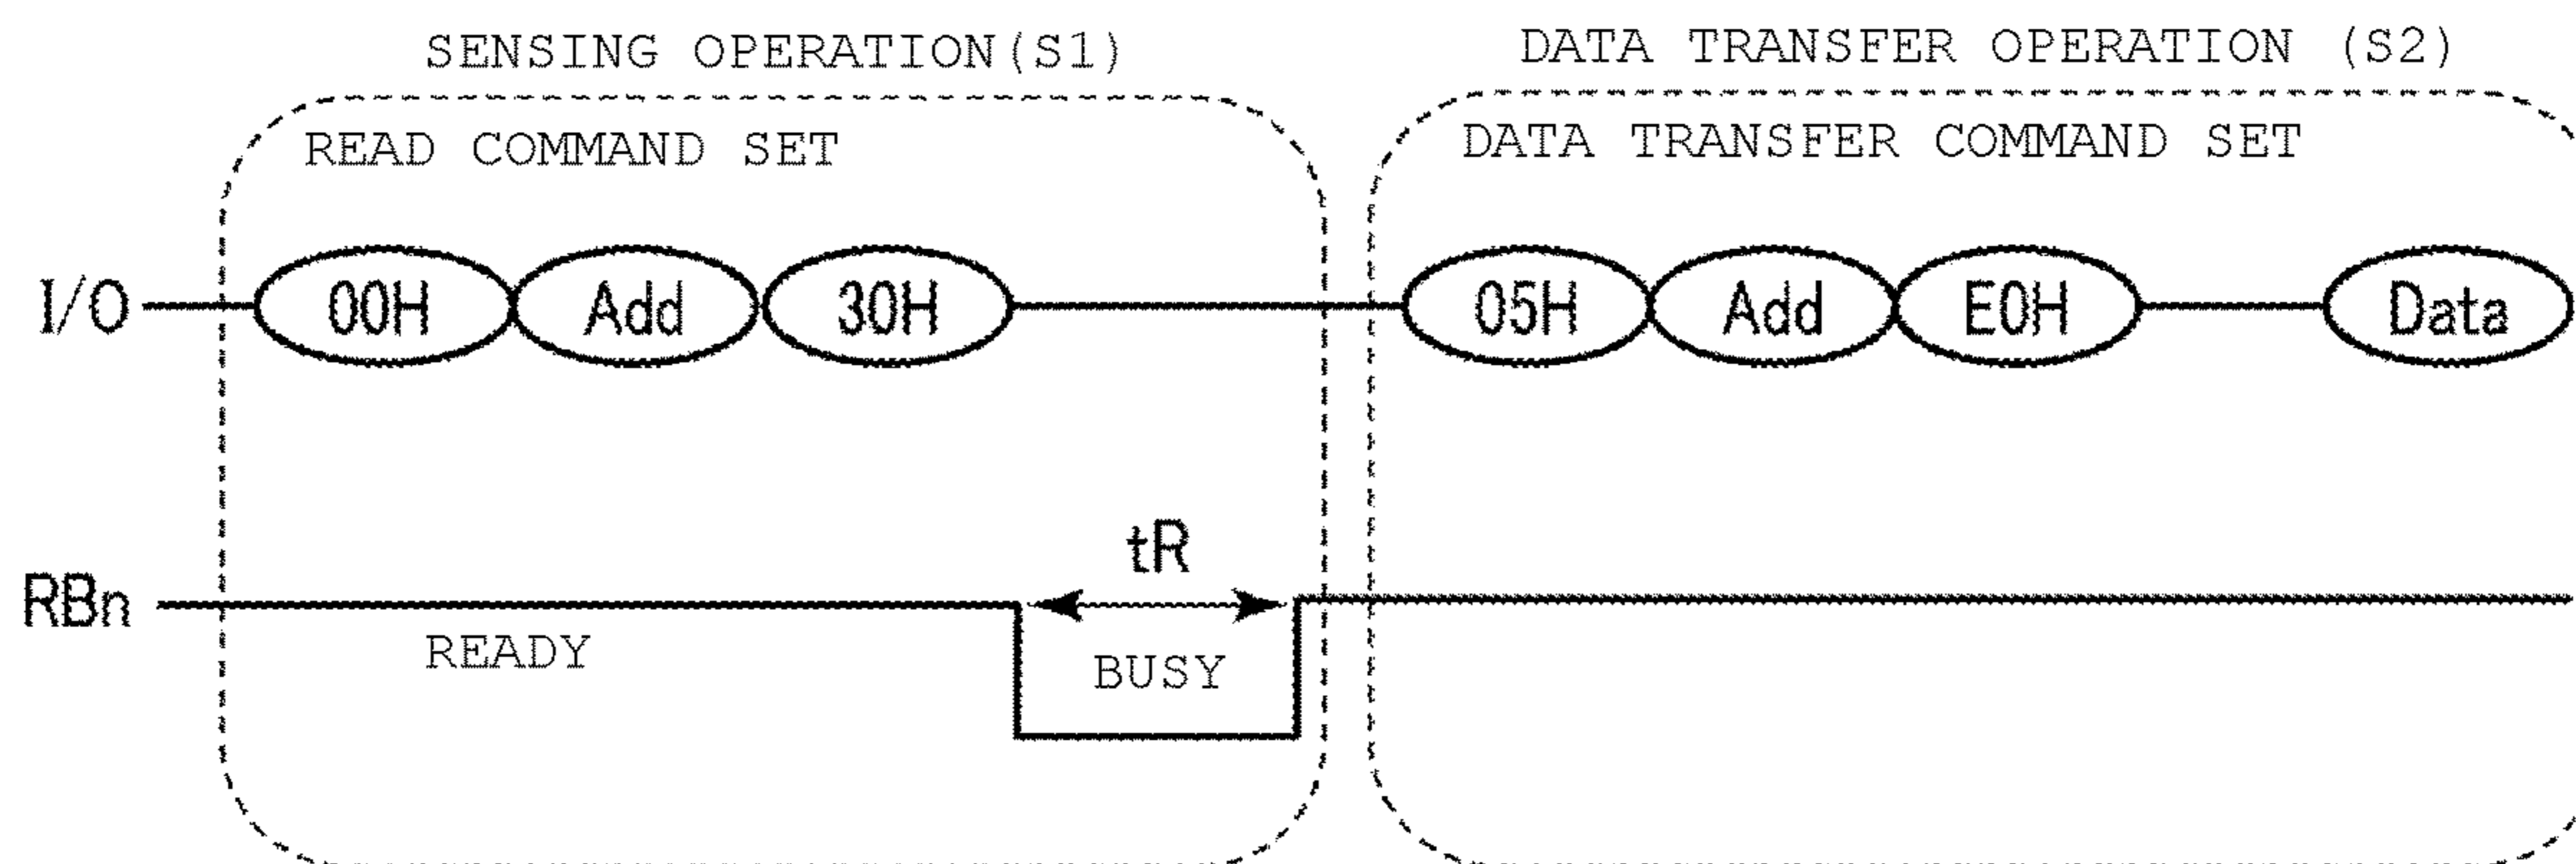 SENSING OPERATION(S1)
DATA TRANSFER OPERATION (S2)
READ COMMAND SET
DATA TRANSFER COMMAND SET
I/O 00H Add 30H 05H Add E0H Data
tR
RBn
READY
BUSY